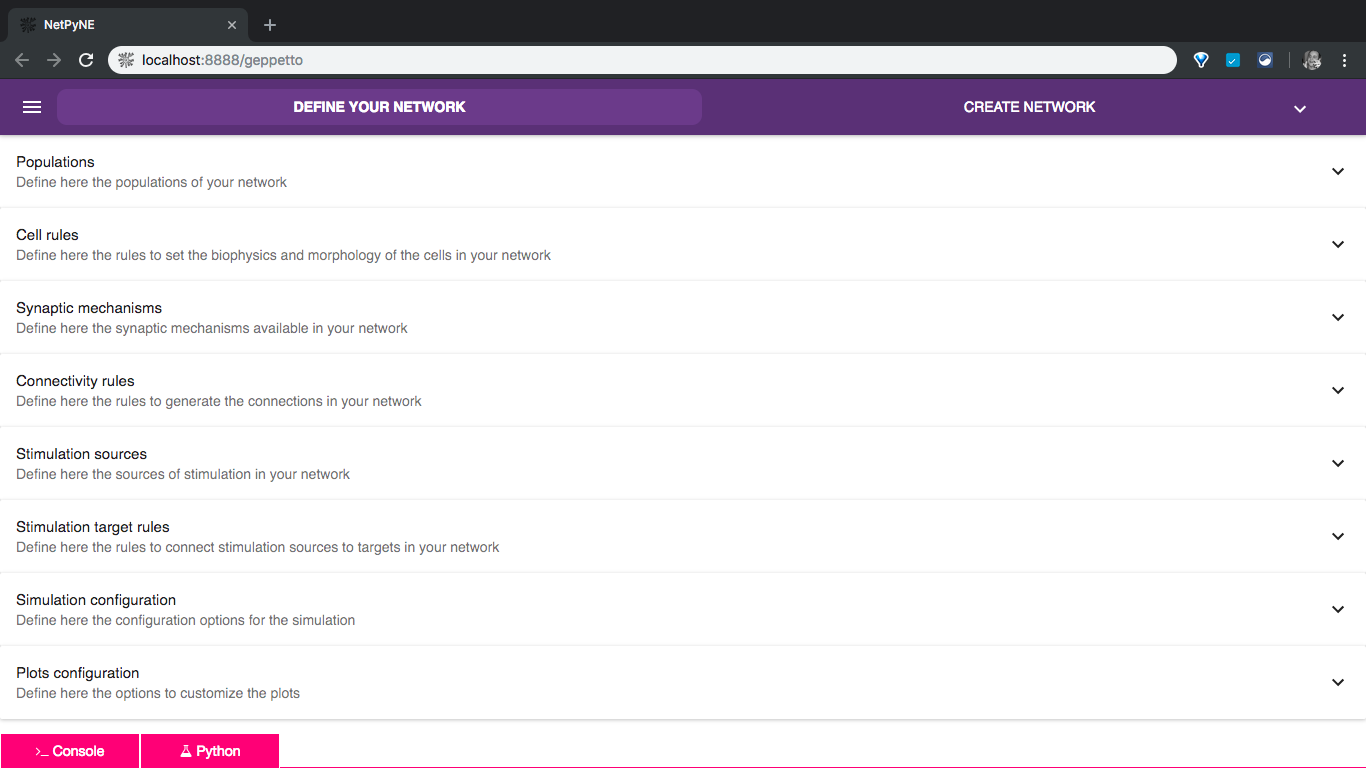 NetPyNE
localhost:8888/geppetto
DEFINE YOUR NETWORK
CREATE NETWORK
Populations
Define here the populations of your network
Cell rules
Define here the rules to set the biophysics and morphology of the cells in your network
Synaptic mechanisms
Define here the synaptic mechanisms available in your network
Connectivity rules
Define here the rules to generate the connections in your network
Stimulation sources
Define here the sources of stimulation in your network
Stimulation target rules
Define here the rules to connect stimulation sources to targets in your network
Simulation configuration
Define here the configuration options for the simulation
Plots configuration
Define here the options to customize the plots
Console
Python